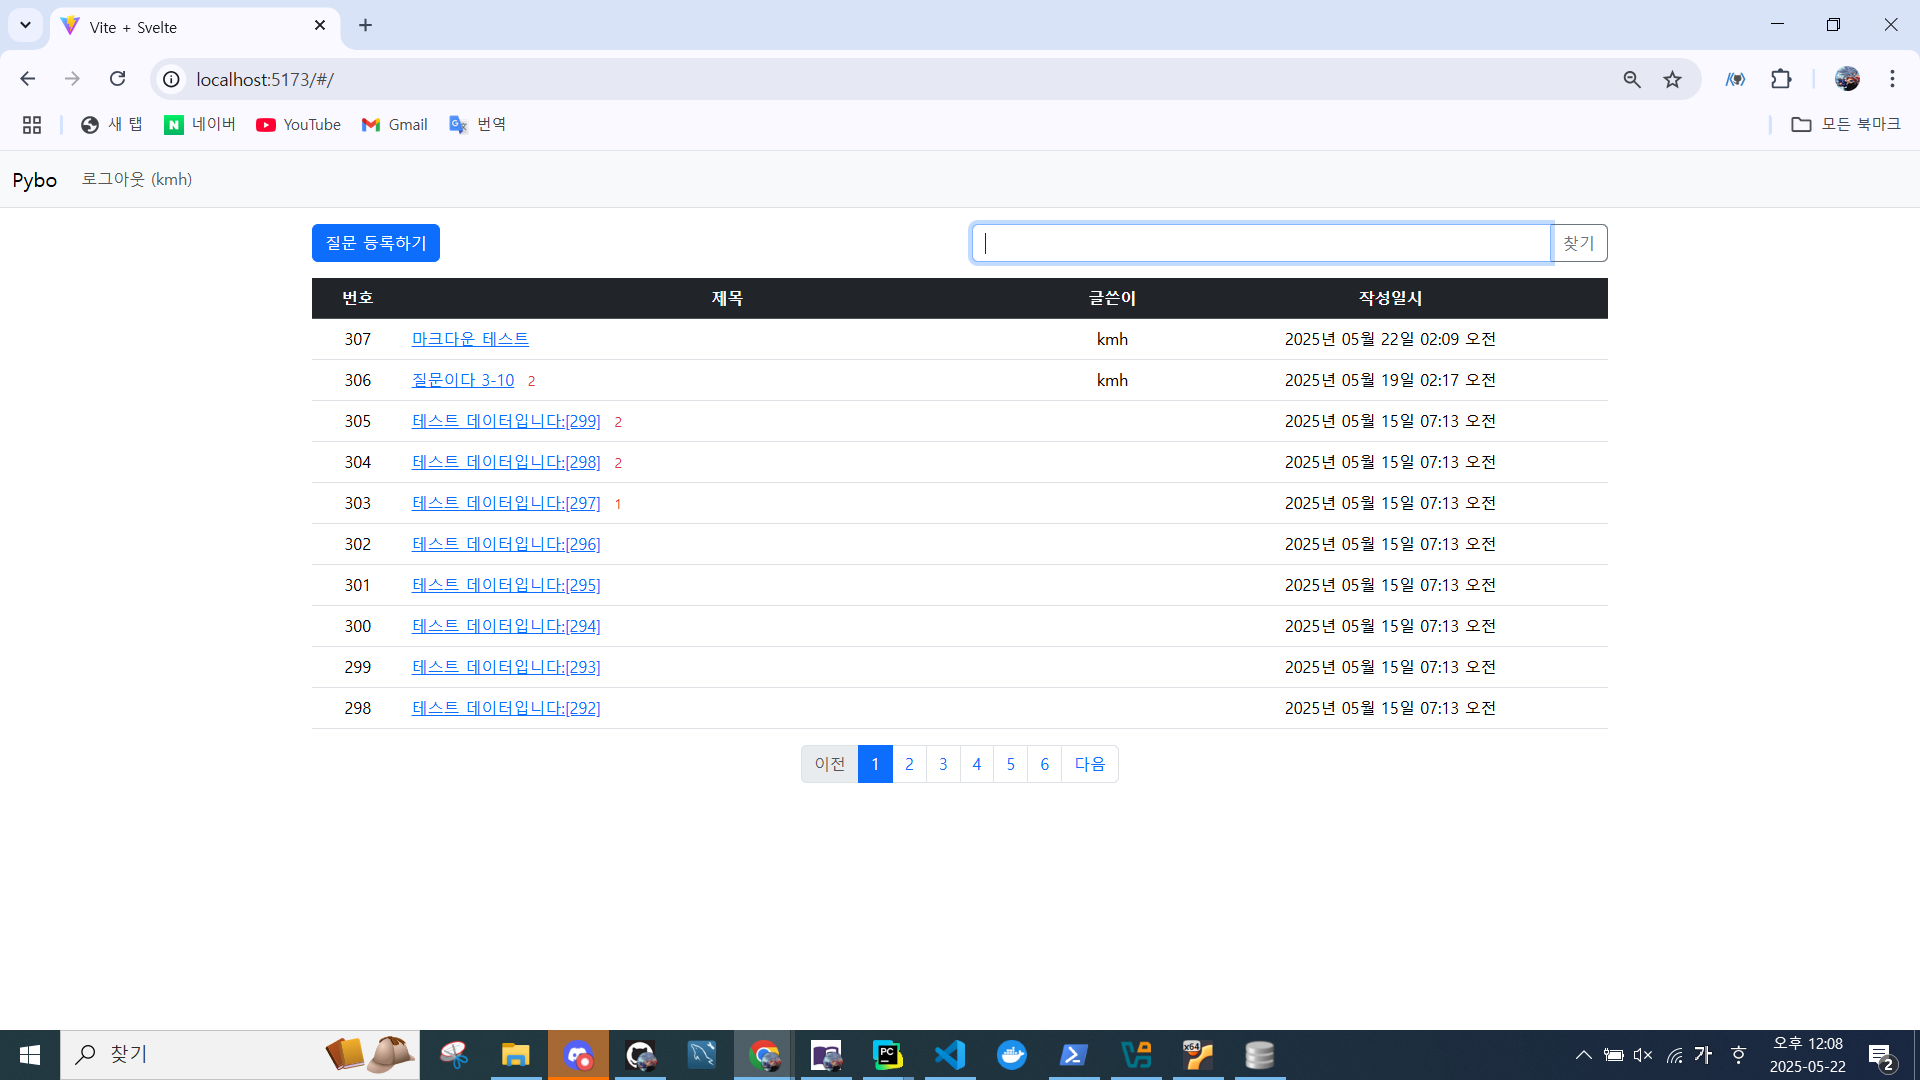 Vite + Svelte
localhost:5173/#/
새 탭 네이버 YouTube Gmail 번역 모든 북마크
Pybo 로그아웃 (kmh)
질문 등록하기 찾기
번호 제목 글쓴이 작성일시
307 마크다운 테스트 kmh 2025년 05월 22일 02:09 오전
306 질문이다 3-10 2 kmh 2025년 05월 19일 02:17 오전
305 테스트 데이터입니다:[299] 2 2025년 05월 15일 07:13 오전
304 테스트 데이터입니다:[298] 2 2025년 05월 15일 07:13 오전
303 테스트 데이터입니다:[297] 1 2025년 05월 15일 07:13 오전
302 테스트 데이터입니다:[296] 2025년 05월 15일 07:13 오전
301 테스트 데이터입니다:[295] 2025년 05월 15일 07:13 오전
300 테스트 데이터입니다:[294] 2025년 05월 15일 07:13 오전
299 테스트 데이터입니다:[293] 2025년 05월 15일 07:13 오전
298 테스트 데이터입니다:[292] 2025년 05월 15일 07:13 오전
이전 1 2 3 4 5 6 다음
찾기 PC x64 가 오후 12:08
2025-05-22 2